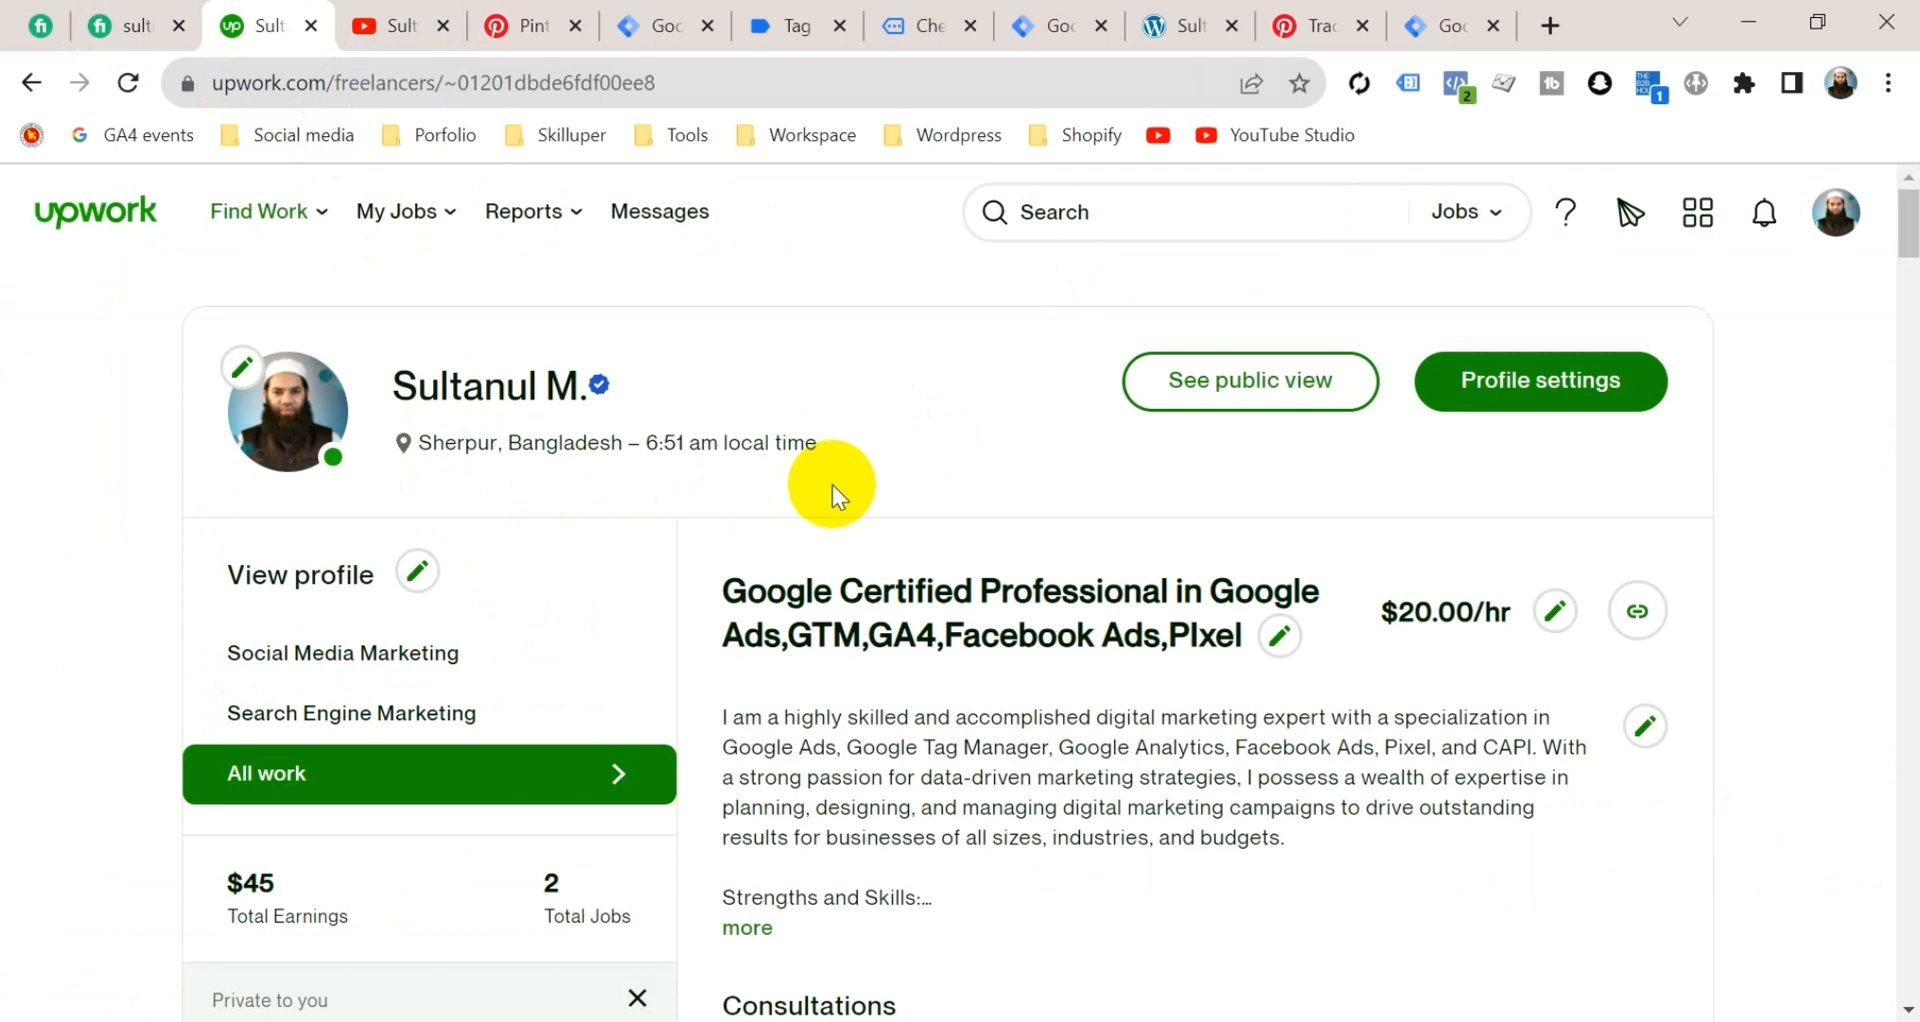 sult
Sult
Sult
Pint
Goc
Tag
Che
Goc
Sult
Trac
Goc
upwork.com/freelancers/~01201dbde6fdf00ee8
2
1
GA4 events
Social media
Porfolio
Skilluper
Tools
Workspace
Wordpress
Shopify
YouTube Studio
upwork
Find Work
My Jobs
Reports
Messages
Search
Jobs
Sultanul M.
Sherpur, Bangladesh – 6:51 am local time
See public view
Profile settings
View profile
Social Media Marketing
Search Engine Marketing
All work
$45
Total Earnings
2
Total Jobs
Private to you
Google Certified Professional in Google
Ads,GTM,GA4,Facebook Ads,PIxel
$20.00/hr
I am a highly skilled and accomplished digital marketing expert with a specialization in
Google Ads, Google Tag Manager, Google Analytics, Facebook Ads, Pixel, and CAPI. With
a strong passion for data-driven marketing strategies, I possess a wealth of expertise in
planning, designing, and managing digital marketing campaigns to drive outstanding
results for businesses of all sizes, industries, and budgets.
Strengths and Skills:...
more
Consultations